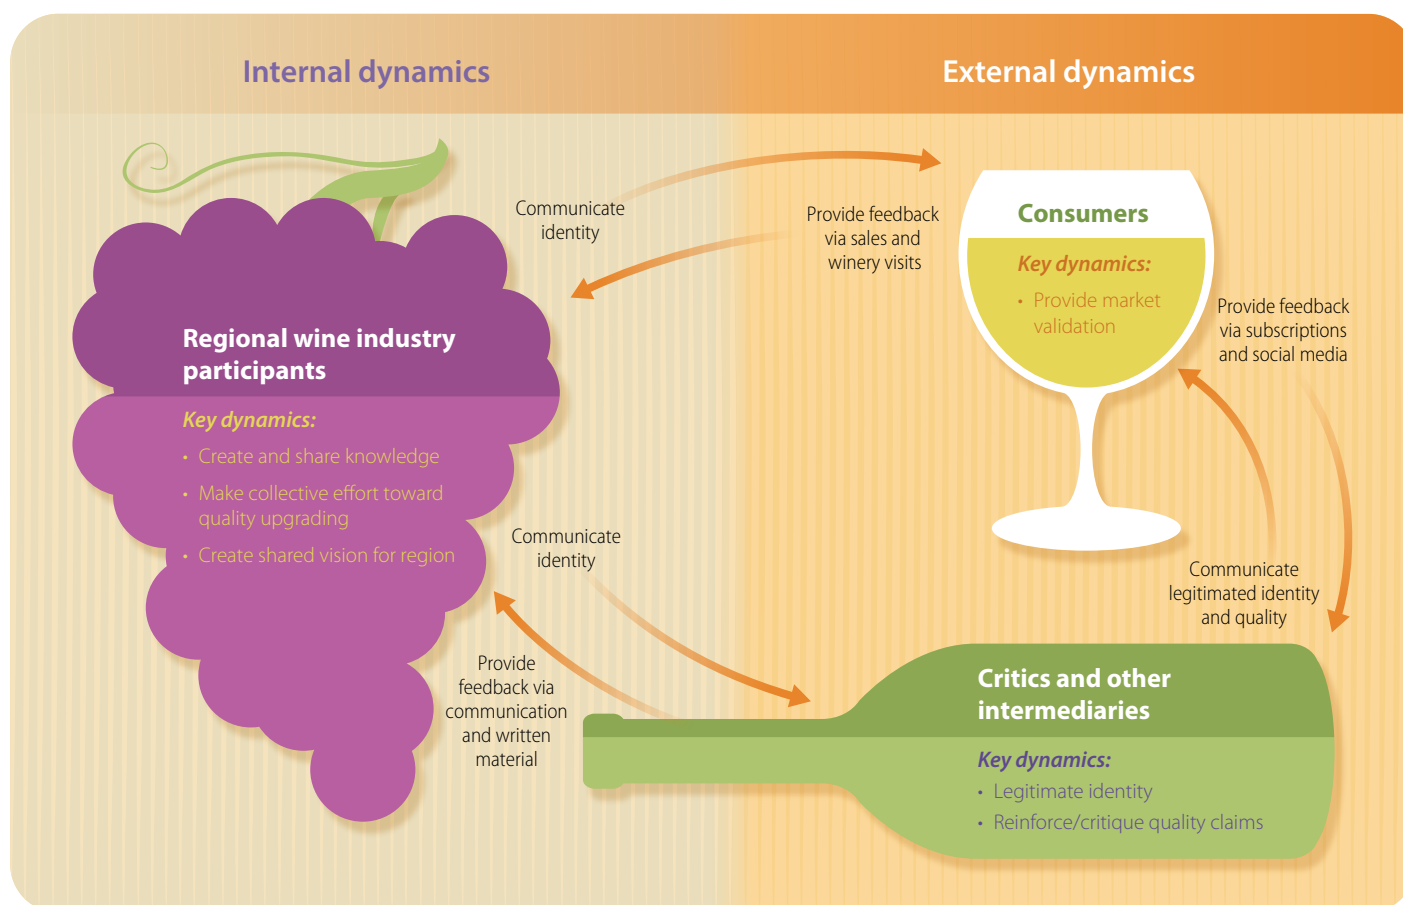 Internal dynamics
External dynamics
Communicate
identity
Provide feedback
via sales and
winery visits
Consumers
Key dynamics:
• Provide market
validation
Provide feedback
via subscriptions
and social media
Regional wine industry
participants
Key dynamics:
• Create and share knowledge
• Make collective effort toward
quality upgrading
• Create shared vision for region
Communicate
identity
Communicate
legitimated identity
and quality
Provide
feedback via
communication
and written
material
Critics and other
intermediaries
Key dynamics:
• Legitimate identity
• Reinforce/critique quality claims